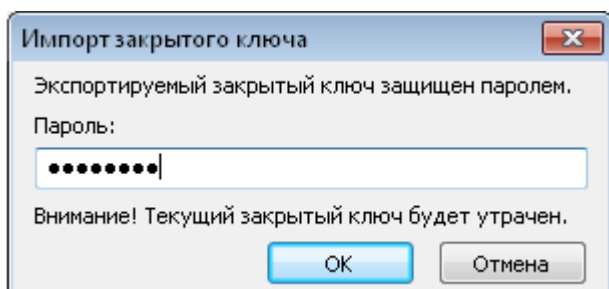 Импорт закрытого ключа
Экспортируемый закрытый ключ защищен паролем.
Пароль:
••••••••
Внимание! Текущий закрытый ключ будет утрачен.
ОК
Отмена